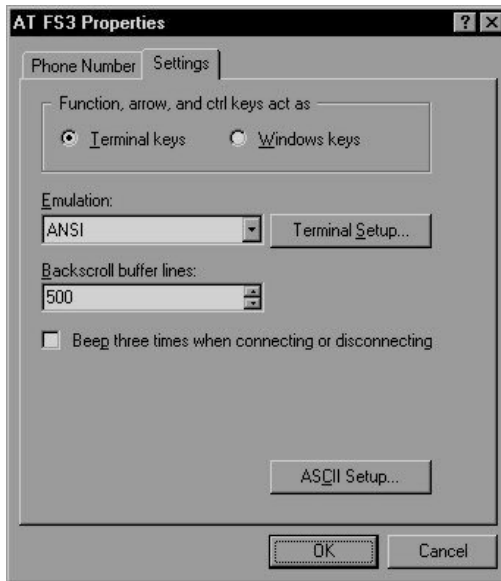 AT FS3 Properties
Phone Number Settings
Function, arrow, and ctrl keys act as
Terminal keys Windows keys
Emulation:
ANSI Terminal Setup...
Backscroll buffer lines:
500
Beep three times when connecting or disconnecting
ASCII Setup...
OK Cancel